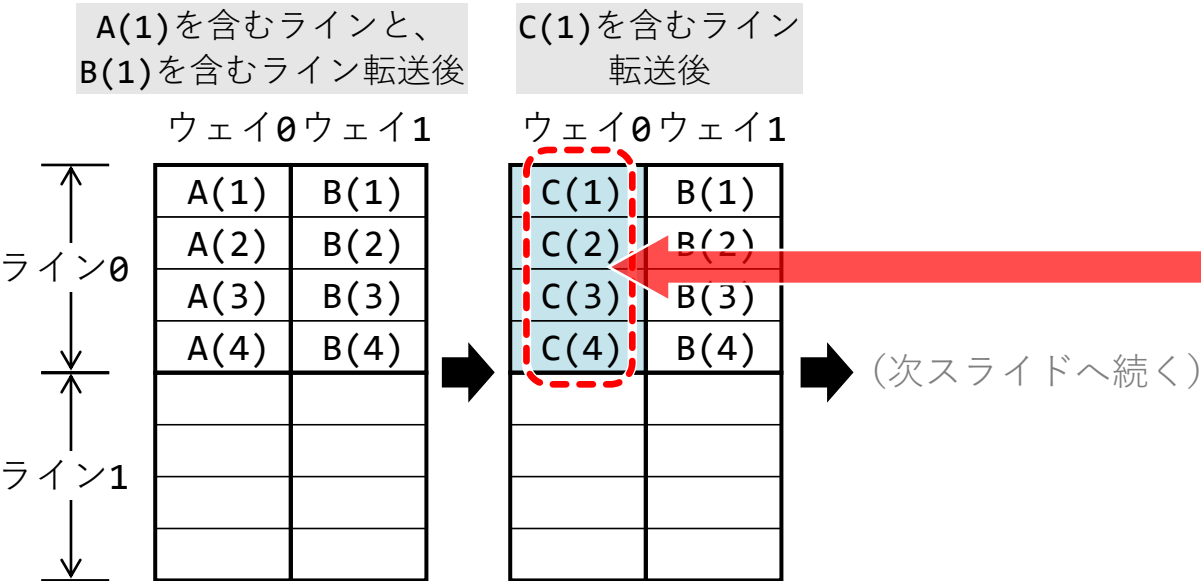 A(1)を含むラインと、
B(1)を含むライン転送後
C(1)を含むライン
転送後
ウェイ0 ウェイ1
ウェイ0 ウェイ1
ライン0
A(1) B(1)
A(2) B(2)
A(3) B(3)
A(4) B(4)
C(1) B(1)
C(2) B(2)
C(3) B(3)
C(4) B(4)
(次スライドへ続く)
ライン1